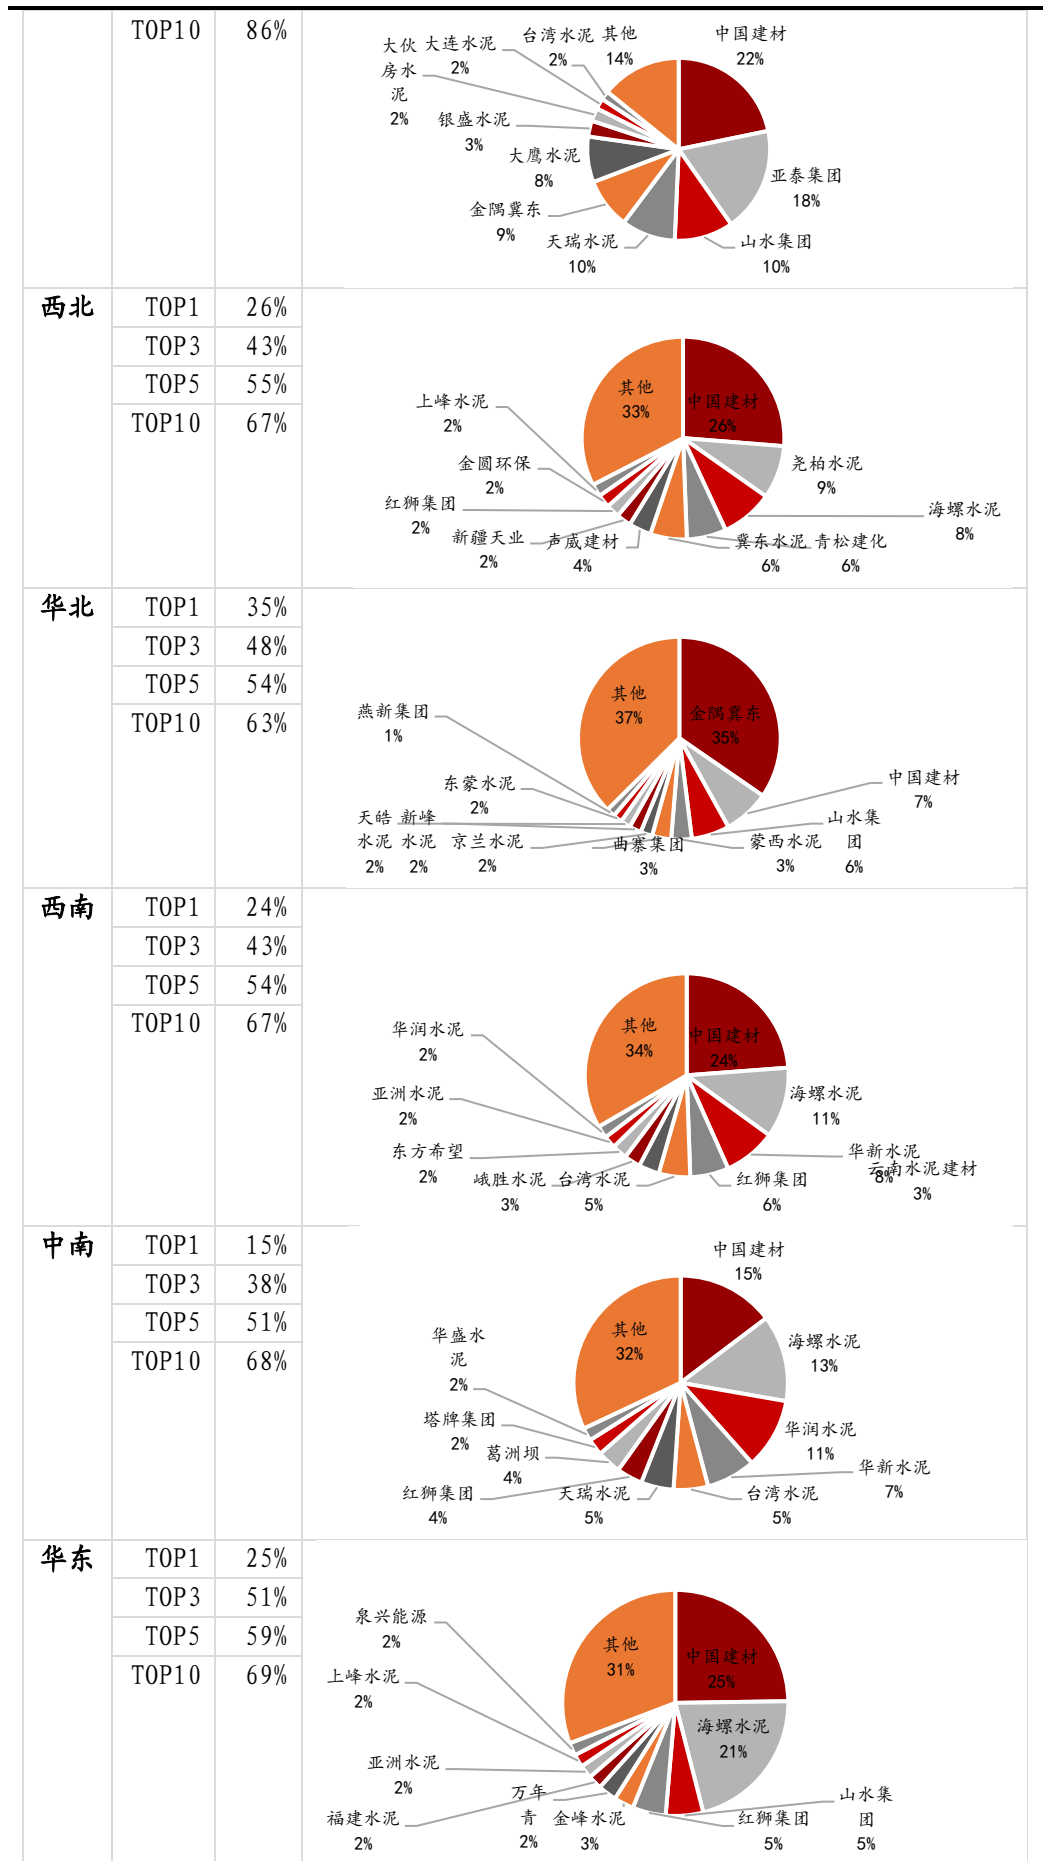 TOP10 86%
大伙房水泥
2%
大连水泥
2%
台湾水泥
2%
其他
14%
中国建材
22%
银盛水泥
3%
大鹰水泥
8%
亚泰集团
18%
金隅冀东
9%
天瑞水泥
10%
山水集团
10%
西北 TOP1 26%
TOP3 43%
TOP5 55%
TOP10 67%
其他
33%
中国建材
26%
上峰水泥
2%
金圆环保
2%
尧柏水泥
9%
红狮集团
2%
海螺水泥
8%
新疆天业
2%
声威建材
4%
冀东水泥
6%
青松建化
6%
华北 TOP1 35%
TOP3 48%
TOP5 54%
TOP10 63%
其他
37%
金隅冀东
35%
燕新集团
1%
东蒙水泥
2%
中国建材
7%
天皓
水泥
2%
新峰
水泥
2%
京兰水泥
2%
曲寨集团
3%
蒙西水泥
3%
山水集
团
6%
西南 TOP1 24%
TOP3 43%
TOP5 54%
TOP10 67%
其他
34%
中国建材
24%
华润水泥
2%
亚洲水泥
2%
海螺水泥
11%
东方希望
2%
华新水泥
8%
云南水泥建材
3%
峨胜水泥
3%
台湾水泥
5%
红狮集团
6%
中南 TOP1 15%
TOP3 38%
TOP5 51%
TOP10 68%
中国建材
15%
其他
32%
华盛水
泥
2%
海螺水泥
13%
塔牌集团
2%
葛洲坝
4%
华润水泥
11%
红狮集团
4%
天瑞水泥
5%
台湾水泥
5%
华新水泥
7%
华东 TOP1 25%
TOP3 51%
TOP5 59%
TOP10 69%
泉兴能源
2%
其他
31%
中国建材
25%
上峰水泥
2%
海螺水泥
21%
亚洲水泥
2%
福建水泥
2%
万年
青
2%
金峰水泥
3%
红狮集团
5%
山水集
团
5%